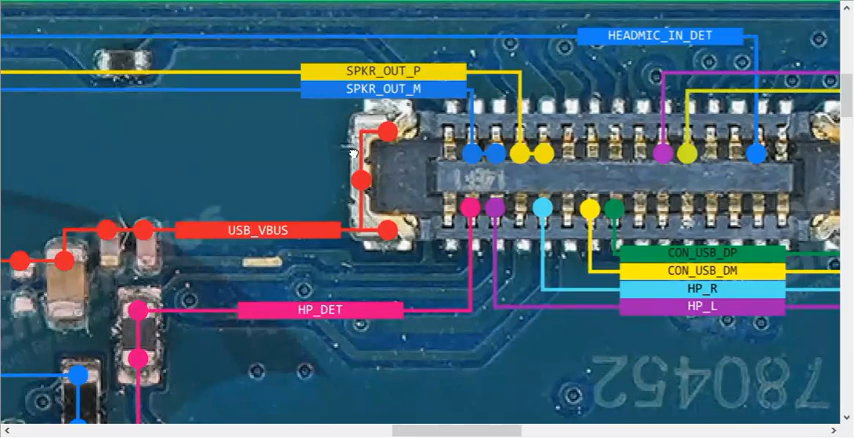 HEADMIC_IN_DET
SPKR_OUT_P
SPKR_OUT_M
USB_VBUS
CON_USB_DP
CON_USB_DM
HP_R
HP_DET
HP_L
780452